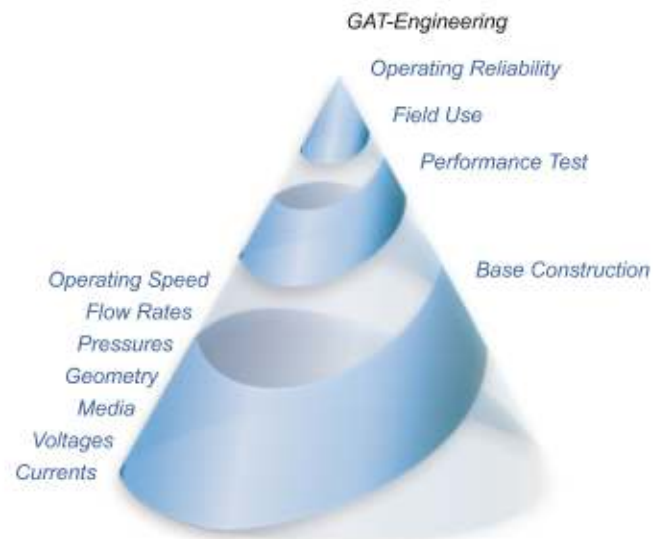 GAT-Engineering
Operating Reliability
Field Use
Performance Test
Base Construction
Operating Speed
Flow Rates
Pressures
Geometry
Media
Voltages
Currents